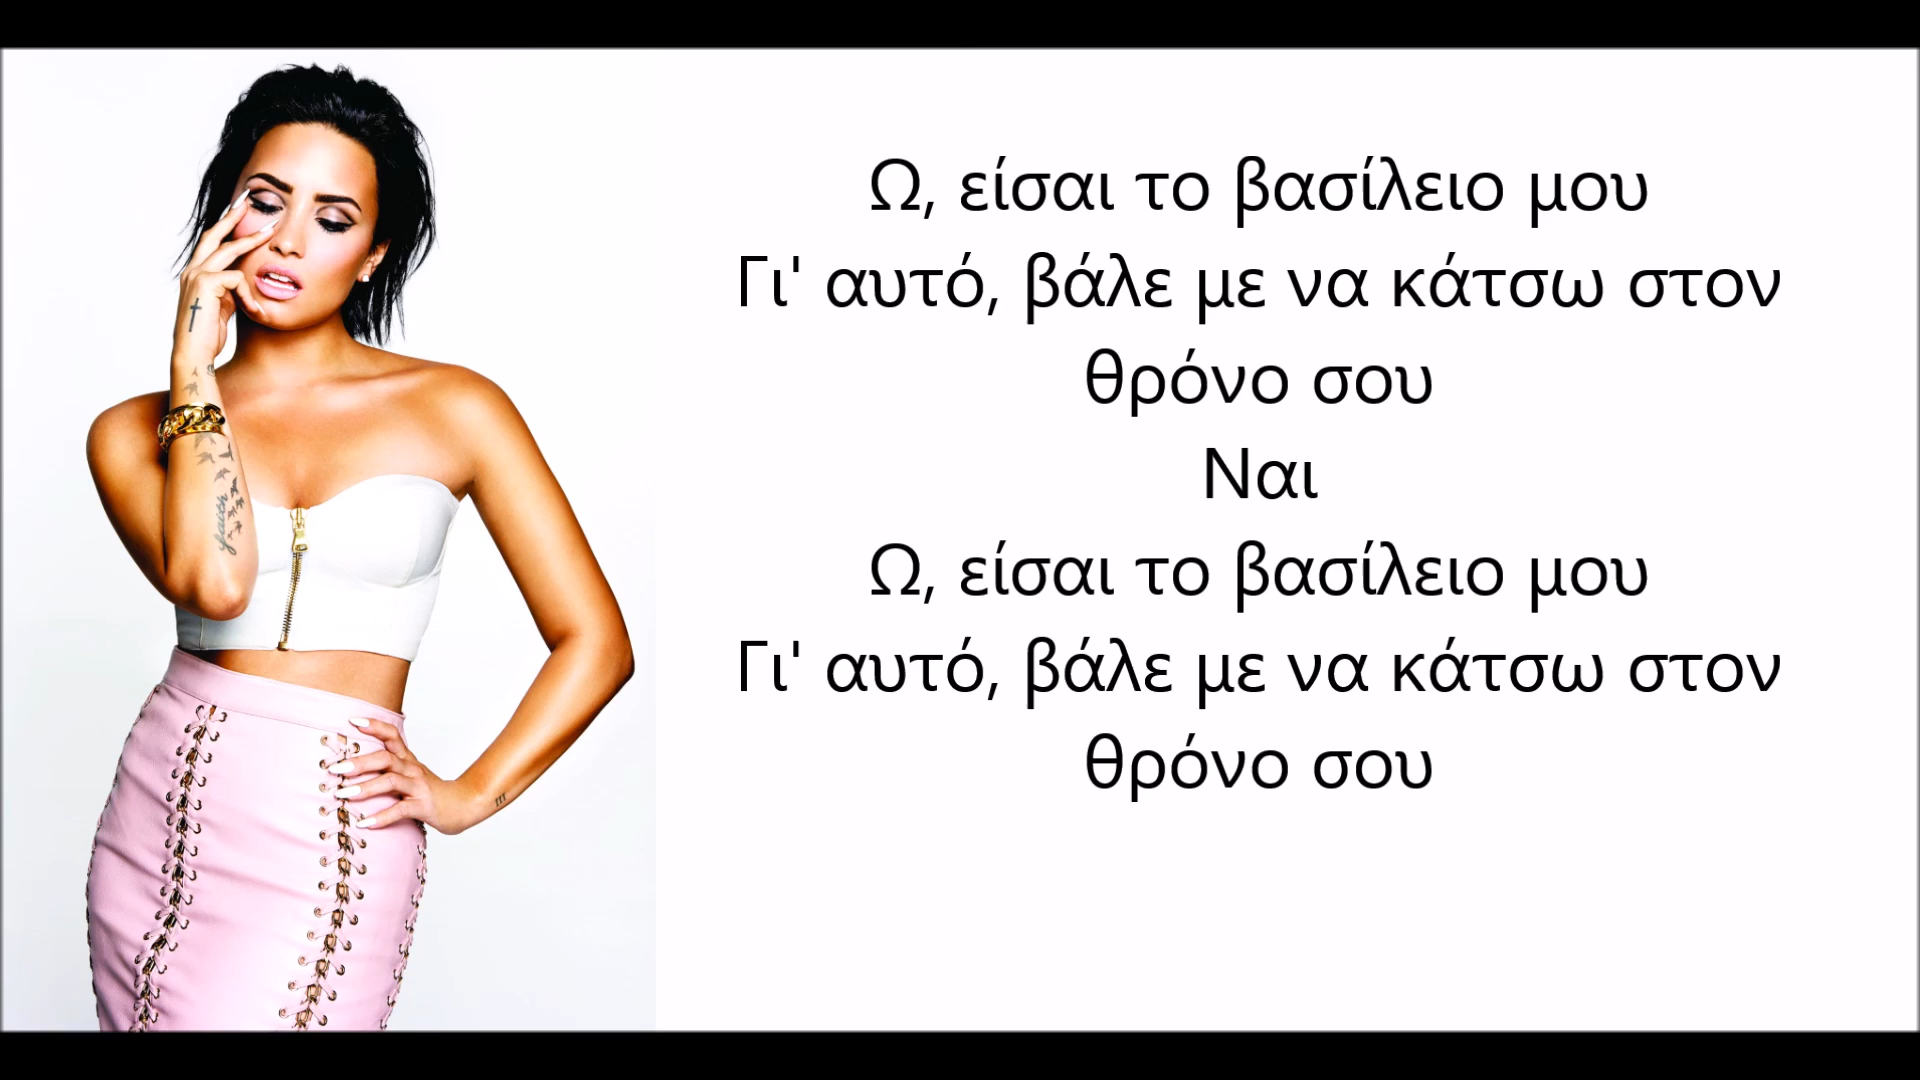 Ω, είσαι το βασίλειο μου
Γι' αυτό, βάλε με να κάτσω στον
θρόνο σου
Ναι
Ω, είσαι το βασίλειο μου
Γι' αυτό, βάλε με να κάτσω στον
θρόνο σου
faith